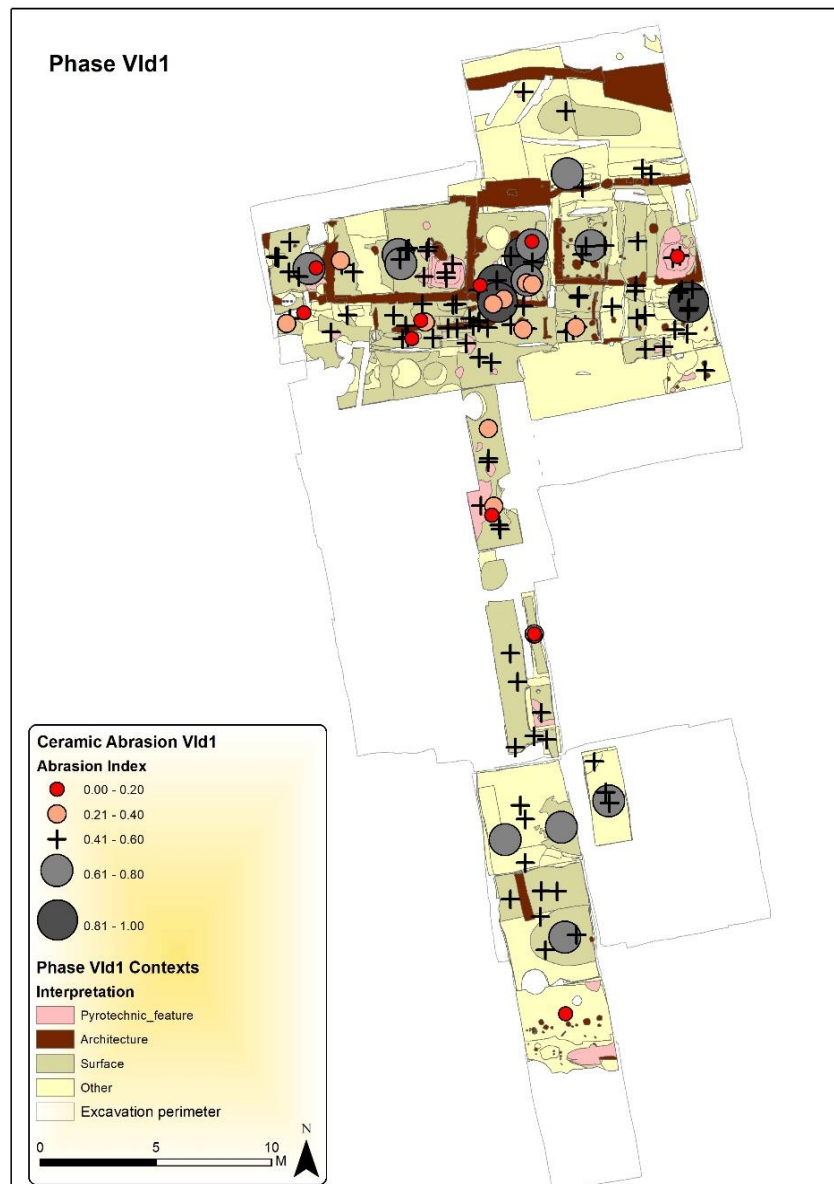 Phase VId1
Ceramic Abrasion VId1
Abrasion Index
0.00 - 0.20
0.21 - 0.40
0.41 - 0.60
0.61 - 0.80
0.81 - 1.00
Phase VId1 Contexts
Interpretation
Pyrotechnic_feature
Architecture
Surface
Other
Excavation perimeter
N
0 5 10
M